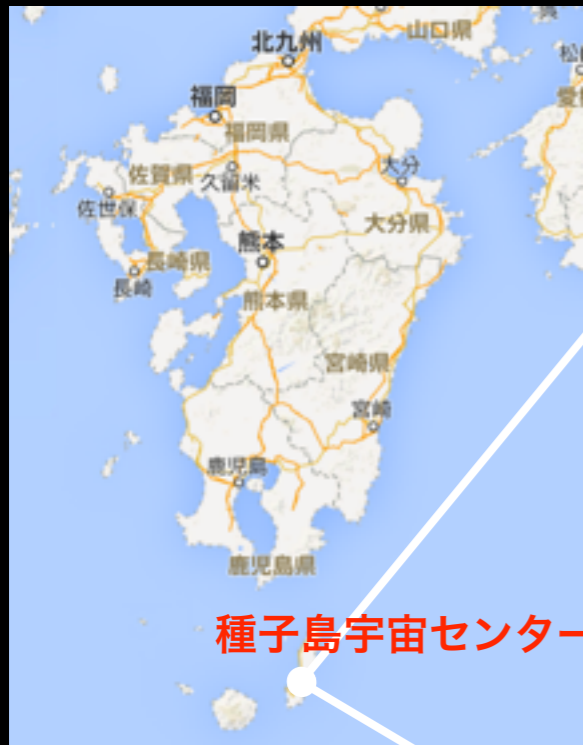 山口県
北九州
福岡
福岡県
大分
佐賀県
久留米
佐世保
大分県
熊本
長崎県
長崎
熊本県
宮崎県
宮崎
鹿児島
鹿児島県
種子島宇宙センター